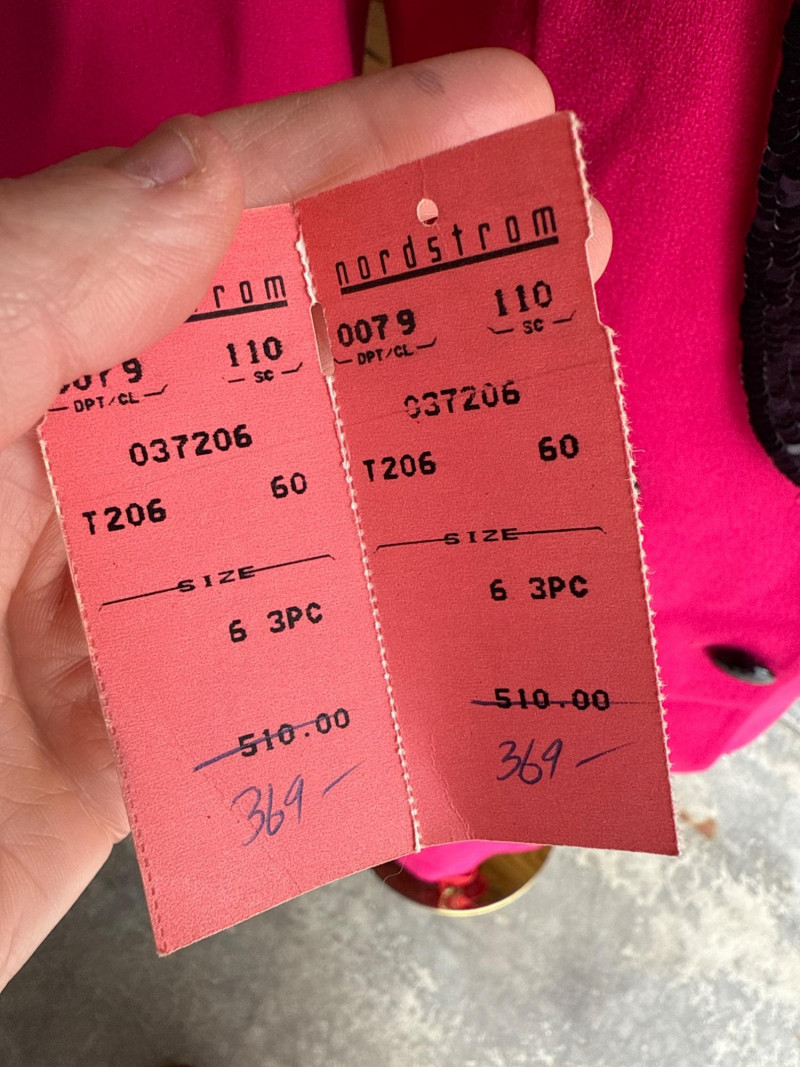 rom
0079
110
DPT/CL
SC
037206
T206
60
SIZE
6 3PC
510.00
369-
nordstrom
0079
110
DPT/CL
SC
037206
T206
60
SIZE
6 3PC
510.00
369-